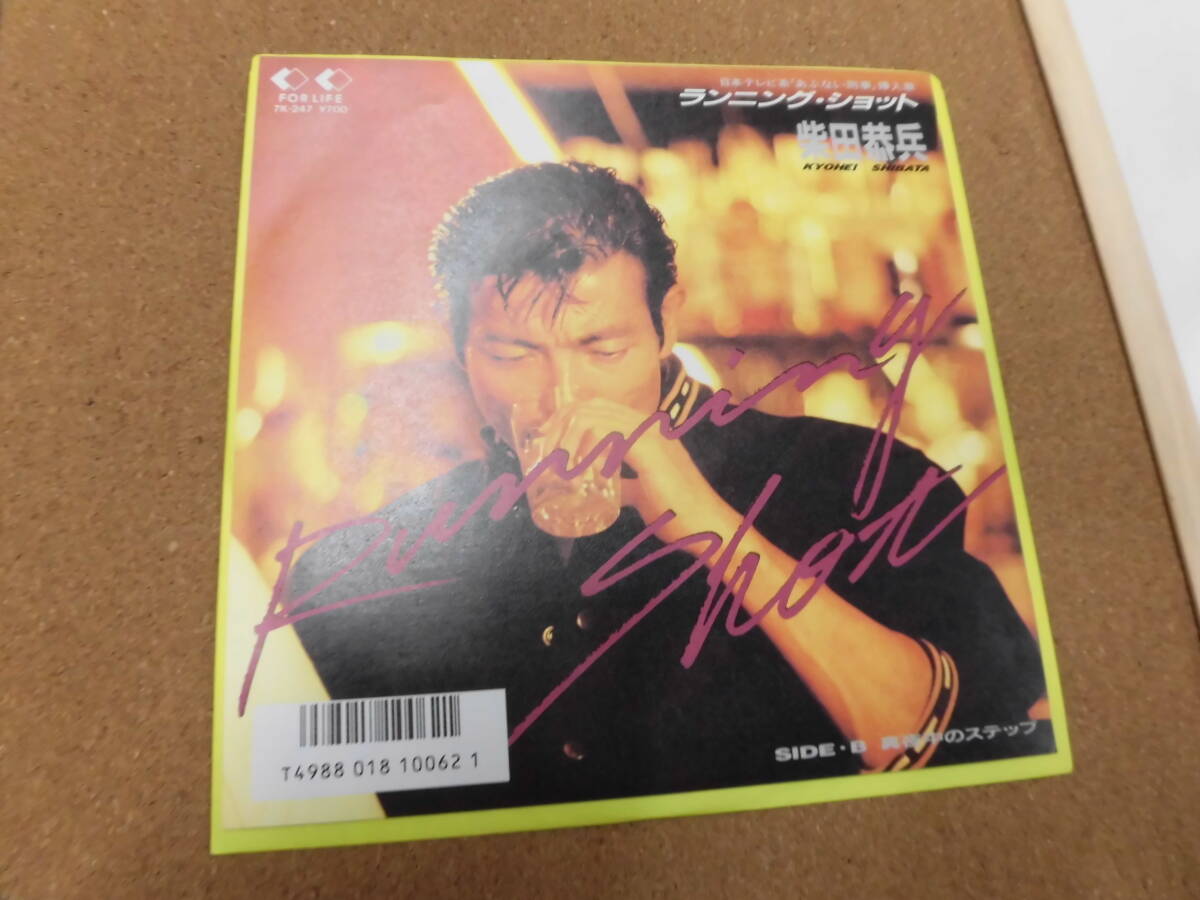 FOR LIFE
7K-247 ¥700
日本テレビ系「あぶない刑事」挿入歌
ランニング・ショット
柴田恭兵
KYOHEI SHIBATA
Running
Shot
SIDE・B 真夜中のステップ
T4988 018 10062 1